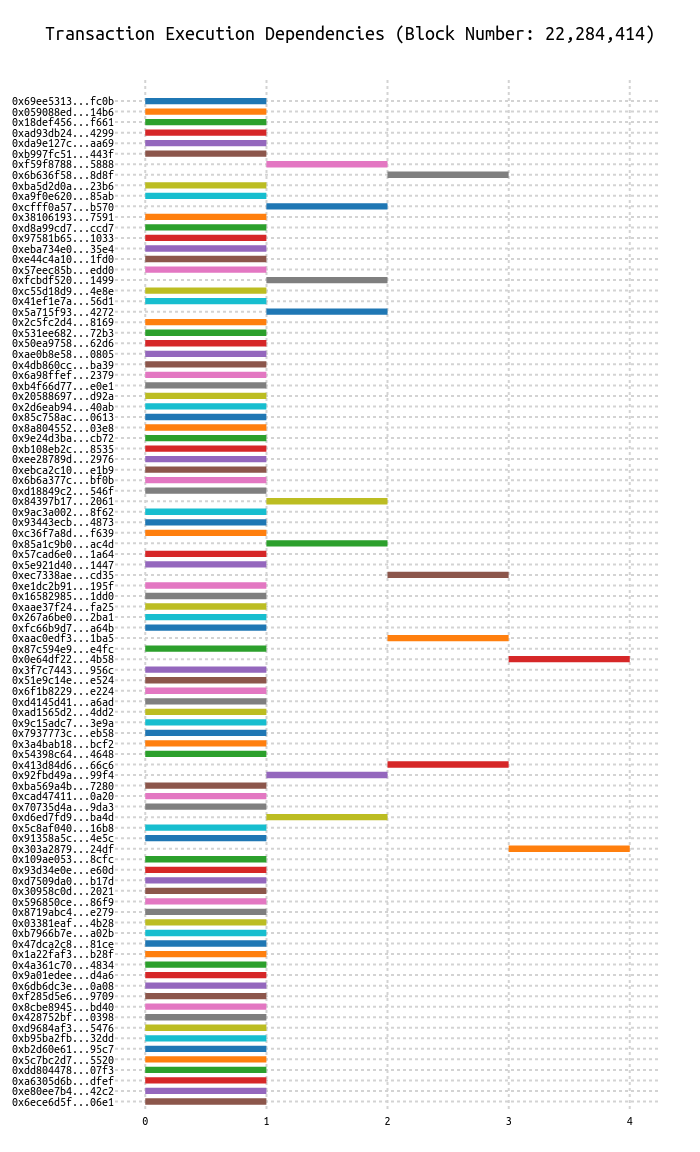 Transaction Execution Dependencies (Block Number: 22,284,414)
0x69ee5313...fc0b
0x059088ed...14b6
0x18def456...f661
0xad93db24...4299
0xda9e127c...aa69
0xb997fc51...443f
0xf59f8788...5888
0x6b636f58...8d8f
0xba5d2d0a...23b6
0xa9f0e620...85ab
0xcfff0a57...b570
0x38106193...7591
0xd8a99cd7...ccd7
0x97581b65...1033
0xeba734e0...35e4
0xe44c4a10...1fd0
0x57eec85b...edd0
0xfcbdf520...1499
0xc55d18d9...4e8e
0x41ef1e7a...56d1
0x5a715f93...4272
0x2c5fc2d4...8169
0x531ee682...72b3
0x50ea9758...62d6
0xae0b8e58...0805
0x4db860cc...ba39
0x6a98ffef...2379
0xb4f66d77...e0e1
0x20588697...d92a
0x2d6eab94...40ab
0x85c758ac...0613
0x8a804552...03e8
0x9e24d3ba...cb72
0xb108eb2c...8535
0xee28789d...2976
0xebca2c10...e1b9
0x6b6a377c...bf0b
0xd18849c2...546f
0x84397b17...2061
0x9ac3a002...8f62
0x93443ecb...4873
0xc36f7a8d...f639
0x85a1c9b0...ac4d
0x57cad6e0...1a64
0x5e921d40...1447
0xec7338ae...cd35
0xe1dc2b91...195f
0x16582985...1dd0
0xaae37f24...fa25
0x267a6be0...2ba1
0xfc66b9d7...a64b
0xaac0edf3...1ba5
0x87c594e9...e4fc
0x0e64df22...4b58
0x3f7c7443...956c
0x51e9c14e...e524
0x6f1b8229...e224
0xd4145d41...a6ad
0xad1565d2...4dd2
0x9c15adc7...3e9a
0x7937773c...eb58
0x3a4bab18...bcf2
0x54398c64...4648
0x413d84d6...66c6
0x92fbd49a...99f4
0xba569a4b...7280
0xcad47411...0a20
0x70735d4a...9da3
0xd6ed7fd9...ba4d
0x5c8af040...16b8
0x91358a5c...4e5c
0x303a2879...24df
0x109ae053...8cfc
0x93d34e0e...e60d
0xd7509da0...b17d
0x30958c0d...2021
0x596850ce...86f9
0x8719abc4...e279
0x03381eaf...4b28
0xb7966b7e...a02b
0x47dca2c8...81ce
0x1a22faf3...b28f
0x4a361c70...4834
0x9a01edee...d4a6
0x6db6dc3e...0a08
0xf285d5e6...9709
0x8cbe8945...bd40
0x428752bf...0398
0xd9684af3...5476
0xb95ba2fb...32dd
0xb2d60e61...95c7
0x5c7bc2d7...5520
0xdd804478...07f3
0xa6305d6b...dfef
0xe80ee7b4...42c2
0x6ece6d5f...06e1
0 1 2 3 4